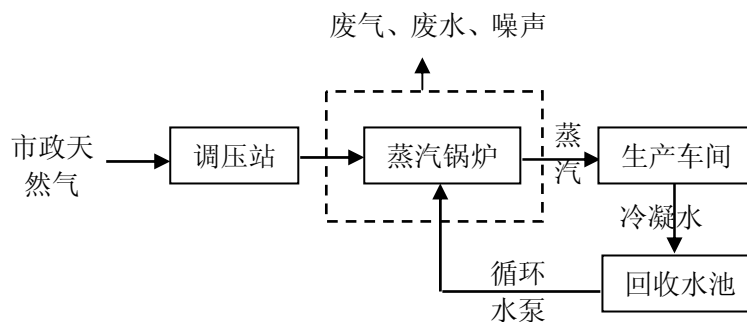 废气、废水、噪声
市政天
然气
调压站
蒸汽锅炉
蒸
汽
生产车间
冷凝水
循环
水泵
回收水池